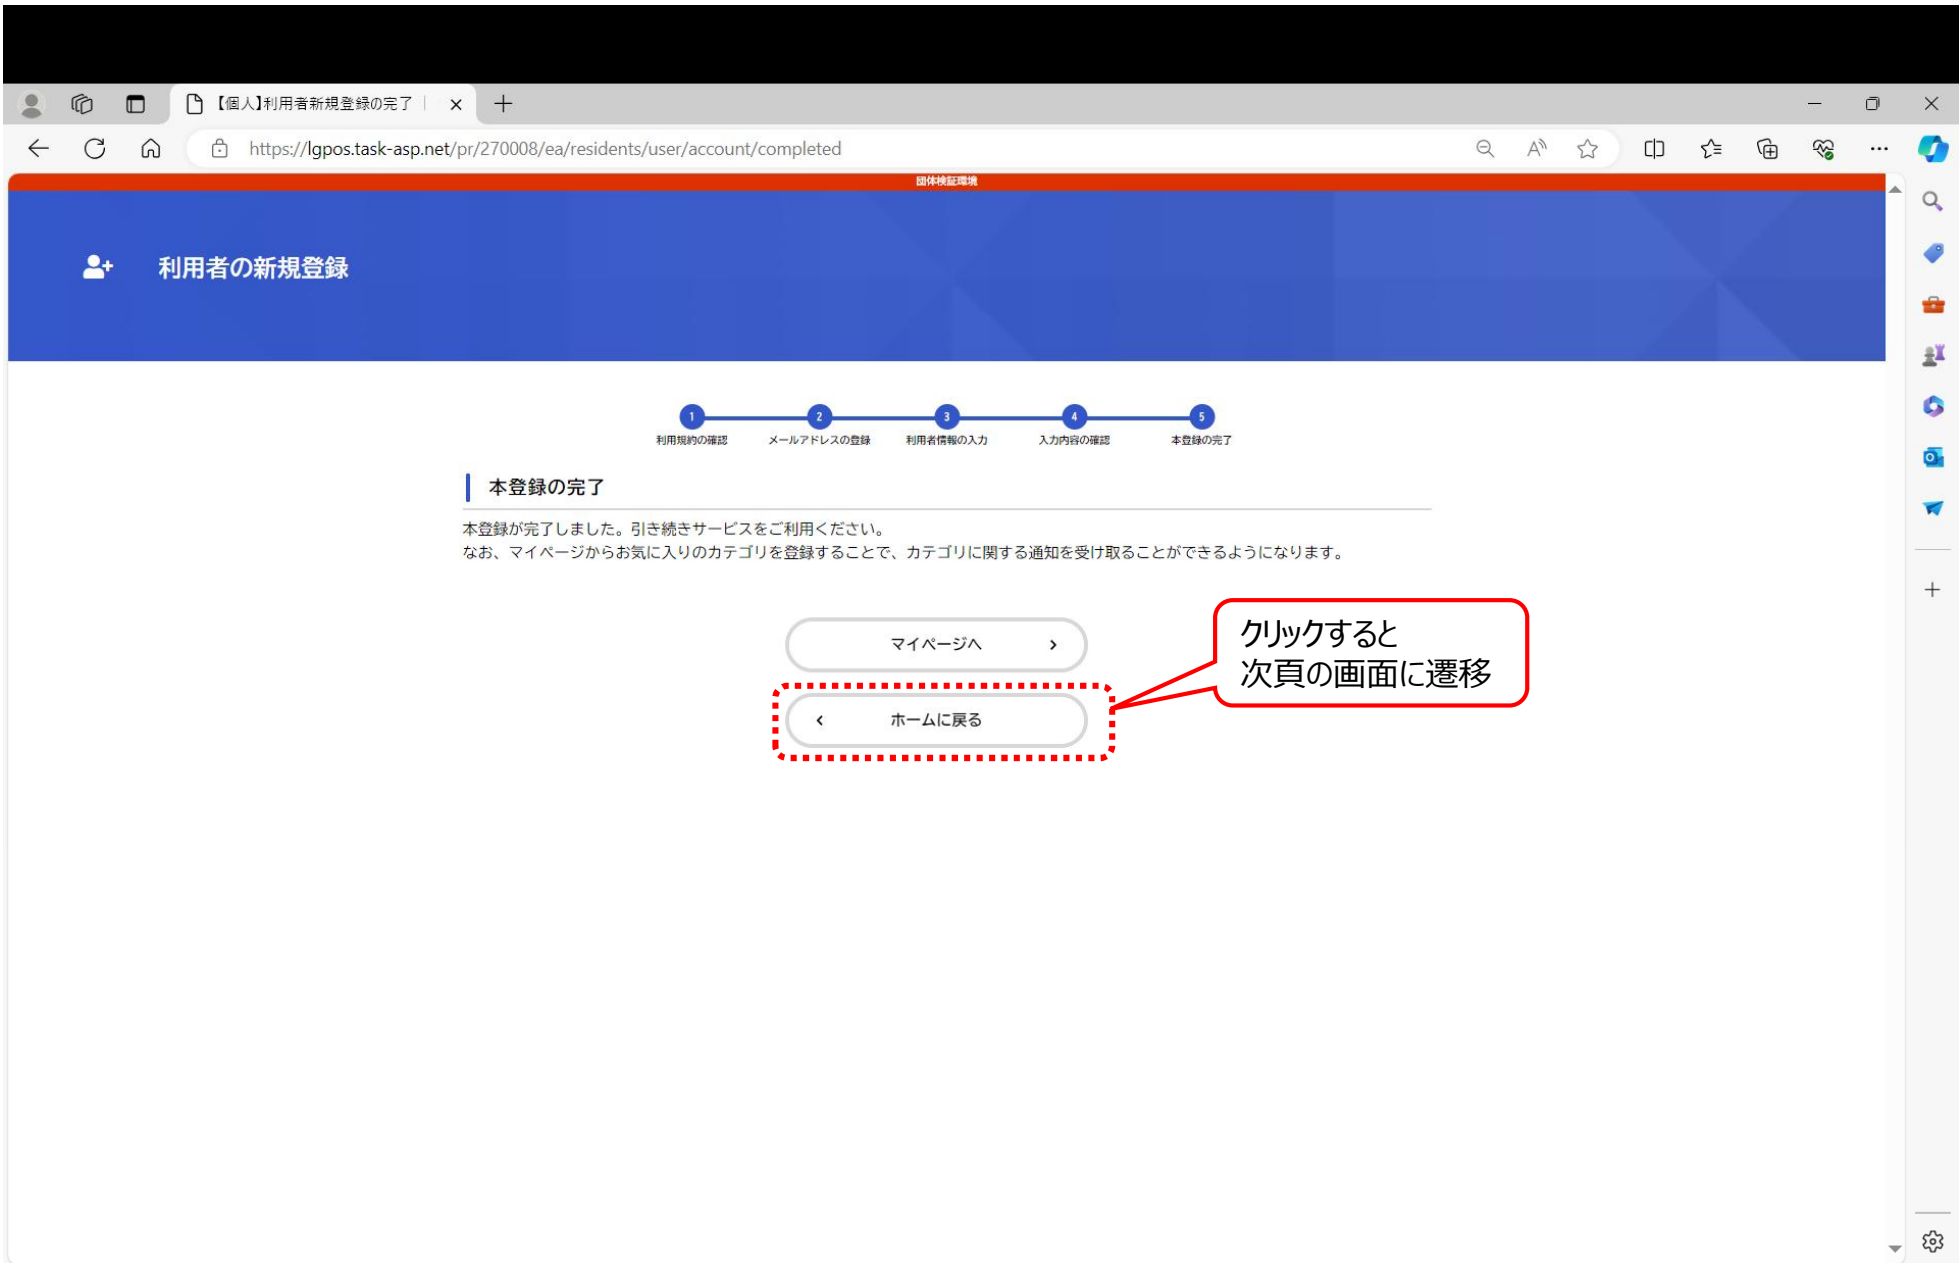 【個人】利用者新規登録の完了
https://lgpos.task-asp.net/pr/270008/ea/residents/user/account/completed
団体検証環境
利用者の新規登録
1 2 3 4 5
利用規約の確認 メールアドレスの登録 利用者情報の入力 入力内容の確認 本登録の完了
本登録の完了
本登録が完了しました。引き続きサービスをご利用ください。
なお、マイページからお気に入りのカテゴリを登録することで、カテゴリに関する通知を受け取ることができるようになります。
マイページへ
ホームに戻る
クリックすると
次頁の画面に遷移